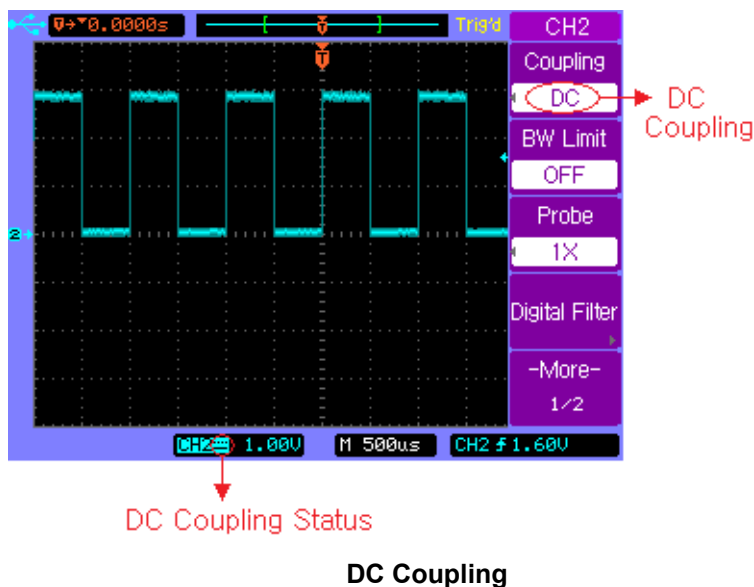 0.0000s
Trig'd
CH2
Coupling
DC
DC
Coupling
BW Limit
OFF
Probe
1X
Digital Filter
-More-
1/2
2
CH2 1.00V
M 500us
CH2 1.60V
DC Coupling Status
DC Coupling